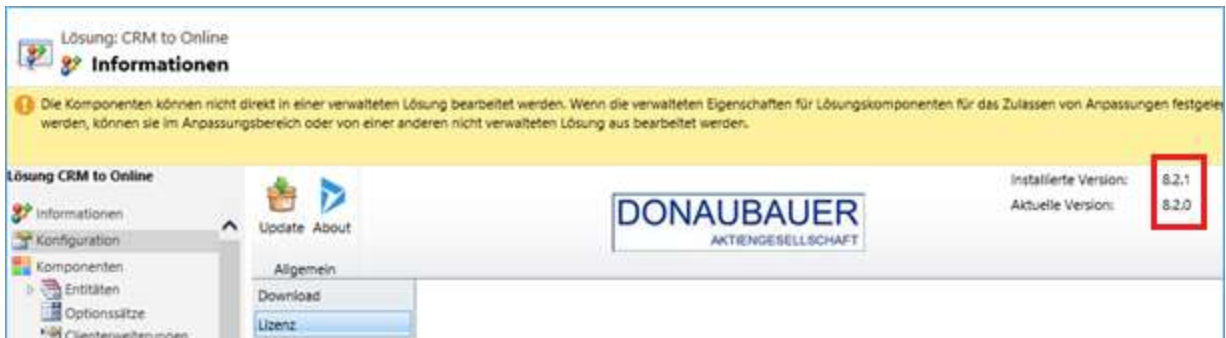 Lösung: CRM to Online
Informationen
Die Komponenten können nicht direkt in einer verwalteten Lösung bearbeitet werden. Wenn die verwalteten Eigenschaften für Lösungskomponenten für das Zulassen von Anpassungen festgele
werden, können sie im Anpassungsbereich oder von einer anderen nicht verwalteten Lösung aus bearbeitet werden.
Lösung CRM to Online
Informationen
Konfiguration
Komponenten
Entitäten
Optionssätze
Clienterweiterungen
Update About
Allgemein
Download
Lizenz
DONAUBAUER
AKTIENGESELLSCHAFT
Installierte Version: 8.2.1
Aktuelle Version: 8.2.0